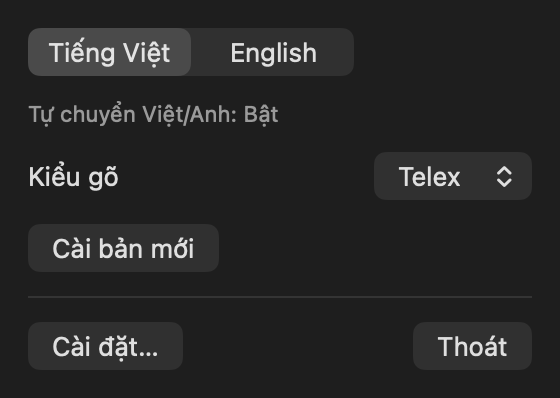 Tiếng Việt English
Tự chuyển Việt/Anh: Bật
Kiểu gõ Telex
Cài bản mới
Cài đặt... Thoát